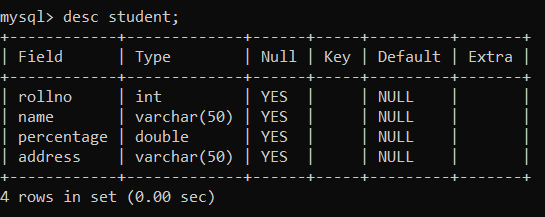 mysql> desc student;
+------------+-------------+------+-----+---------+-------+
| Field      | Type        | Null | Key | Default | Extra |
+------------+-------------+------+-----+---------+-------+
| rollno     | int         | YES  |     | NULL    |       |
| name       | varchar(50) | YES  |     | NULL    |       |
| percentage | double      | YES  |     | NULL    |       |
| address    | varchar(50) | YES  |     | NULL    |       |
+------------+-------------+------+-----+---------+-------+
4 rows in set (0.00 sec)